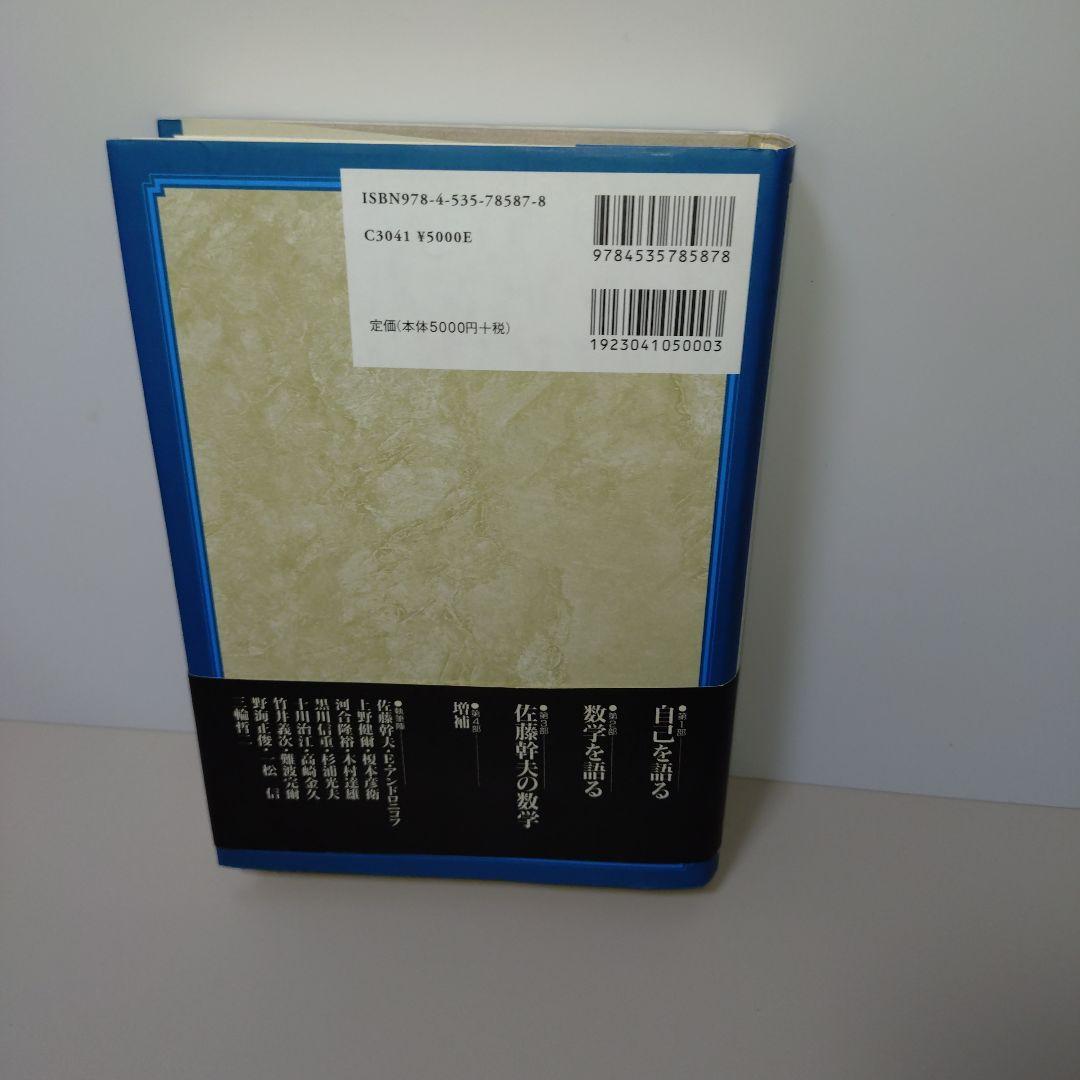 ISBN978-4-535-78587-8
C3041 ¥5000E
定価(本体5000円+税)
9784535785878
1923041050003
●第1部
自己を語る
●第2部
数学を語る
●第3部
佐藤幹夫の数学
●第4部
増補
●執筆陣
佐藤幹夫・E・アンドロニコフ
上野健爾・榎本彦衛
河合隆裕・木村達雄
黒川信重・杉浦光夫
十川治江・高崎金久
竹井義次・難波完爾
野海正俊・一松 信
三輪哲二